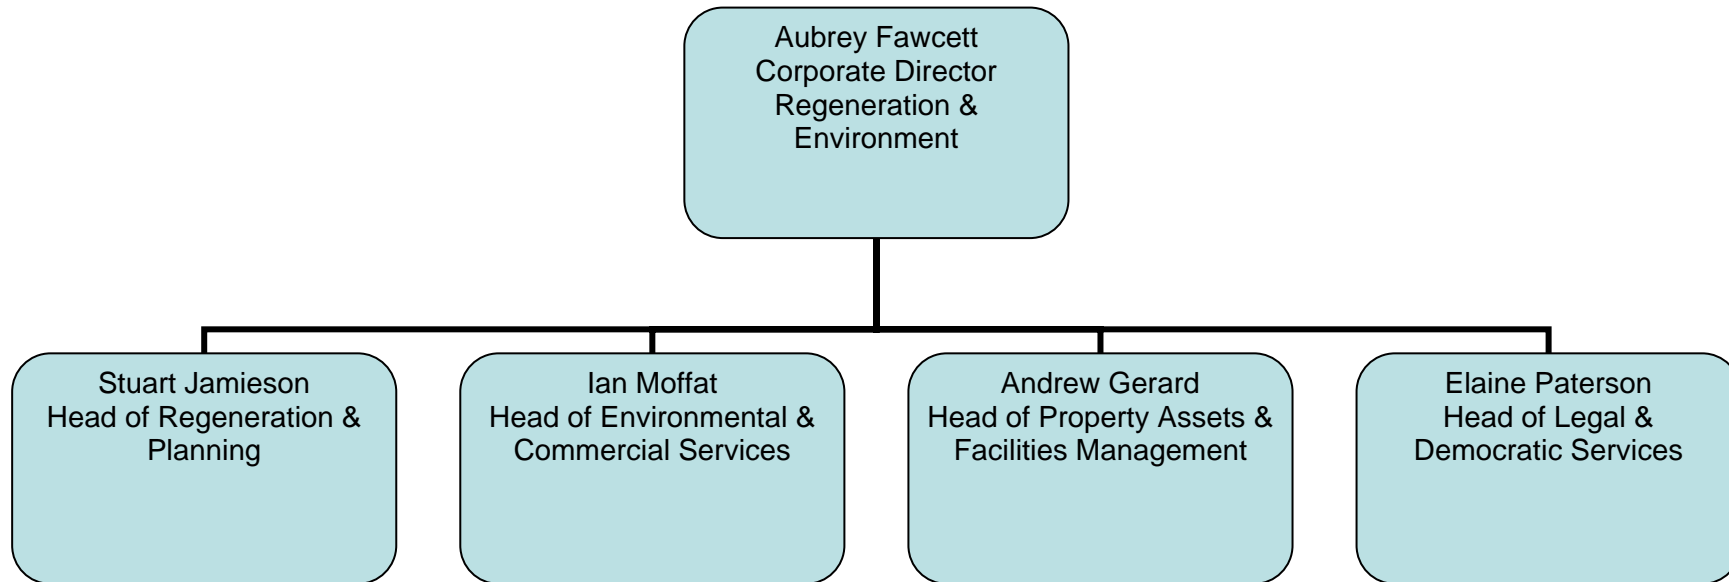 Aubrey Fawcett
Corporate Director
Regeneration &
Environment
Stuart Jamieson
Head of Regeneration &
Planning
Ian Moffat
Head of Environmental &
Commercial Services
Andrew Gerard
Head of Property Assets &
Facilities Management
Elaine Paterson
Head of Legal &
Democratic Services